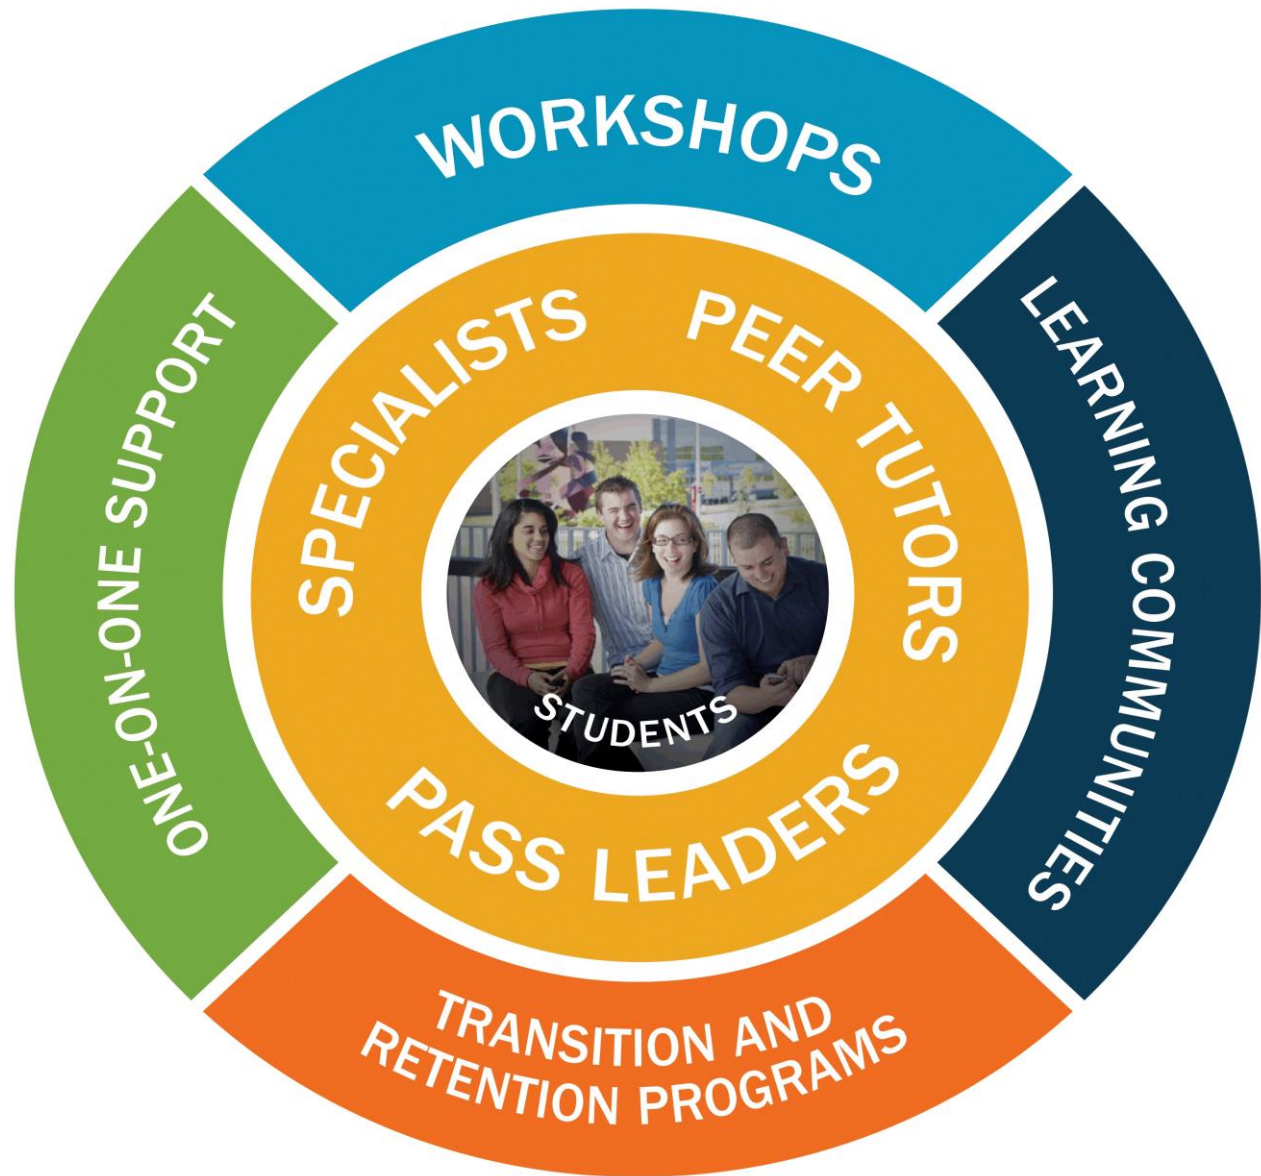 WORKSHOPS
ONE-ON-ONE SUPPORT
SPECIALISTS
PEER TUTORS
LEARNING COMMUNITIES
STUDENTS
PASS LEADERS
TRANSITION AND
RETENTION PROGRAMS